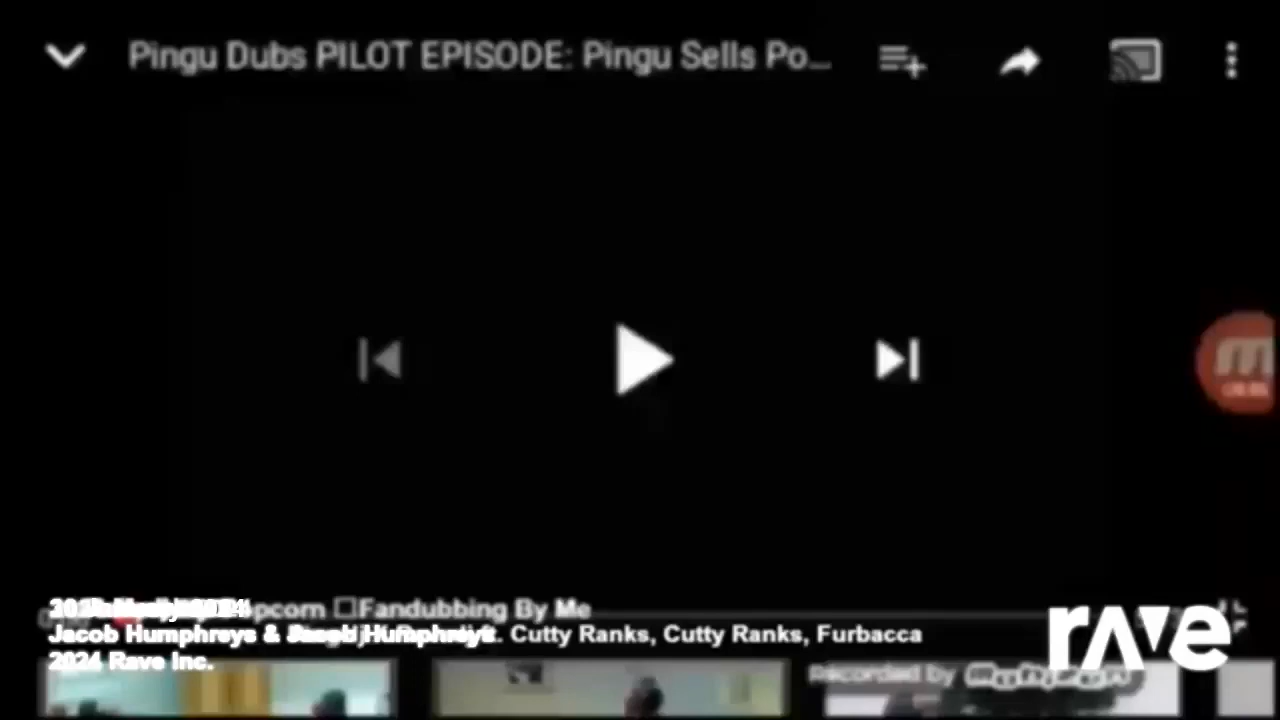 Pingu Dubs PILOT EPISODE: Pingu Sells Po...
Fandubbing By Me
Jacob Humphreys & Humphreys Cutty Ranks, Cutty Ranks, Furbacca
2024 Rave Inc.
rave
Recorded by